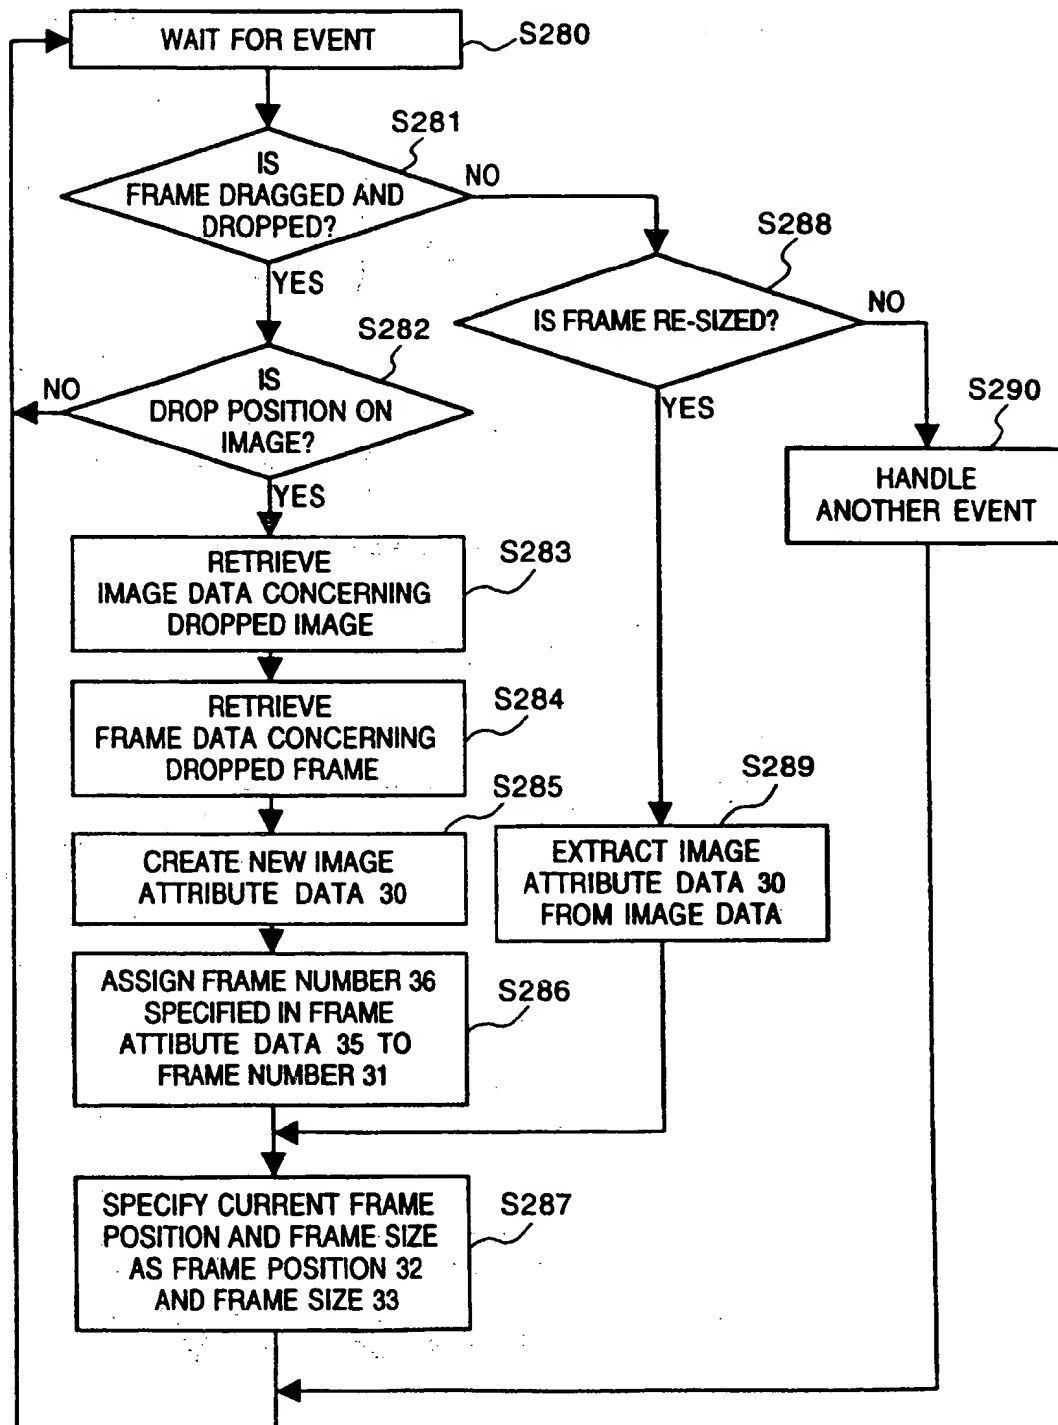 WAIT FOR EVENT
S280
S281
IS
FRAME DRAGGED AND
DROPPED?
NO
YES
S288
IS FRAME RE-SIZED?
NO
YES
S282
IS
DROP POSITION ON
IMAGE?
NO
YES
S290
HANDLE
ANOTHER EVENT
S283
RETRIEVE
IMAGE DATA CONCERNING
DROPPED IMAGE
S284
RETRIEVE
FRAME DATA CONCERNING
DROPPED FRAME
S285
CREATE NEW IMAGE
ATTRIBUTE DATA 30
S289
EXTRACT IMAGE
ATTRIBUTE DATA 30
FROM IMAGE DATA
S286
ASSIGN FRAME NUMBER 36
SPECIFIED IN FRAME
ATTIBUTE DATA 35 TO
FRAME NUMBER 31
S287
SPECIFY CURRENT FRAME
POSITION AND FRAME SIZE
AS FRAME POSITION 32
AND FRAME SIZE 33